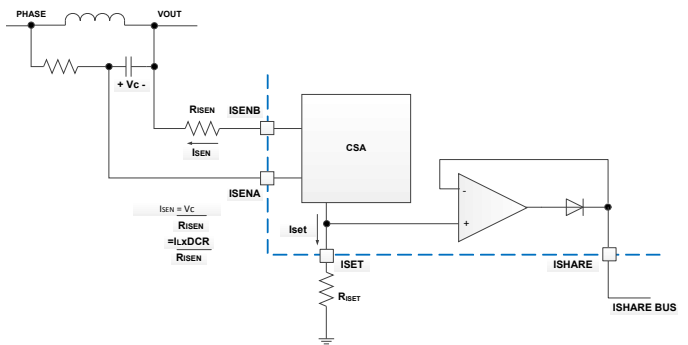 PHASE
VOUT
+ Vc -
RISEN
ISENB
ISEN
CSA
ISENA
-
+
ISEN = Vc
RISEN
=ILxDCR
RISEN
Iset
ISET
ISHARE
RISET
ISHARE BUS